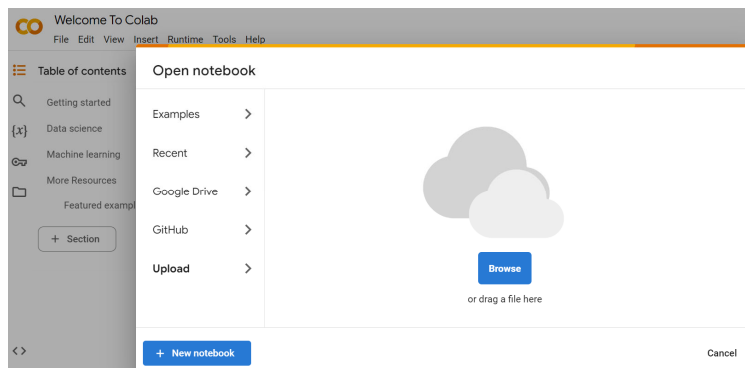 Welcome To Colab
File Edit View Insert Runtime Tools Help
Table of contents
Getting started
Data science
{x}
Machine learning
More Resources
Featured exampl
+ Section
< >
Open notebook
Examples
Recent
Google Drive
GitHub
Upload
Browse
or drag a file here
+ New notebook
Cancel